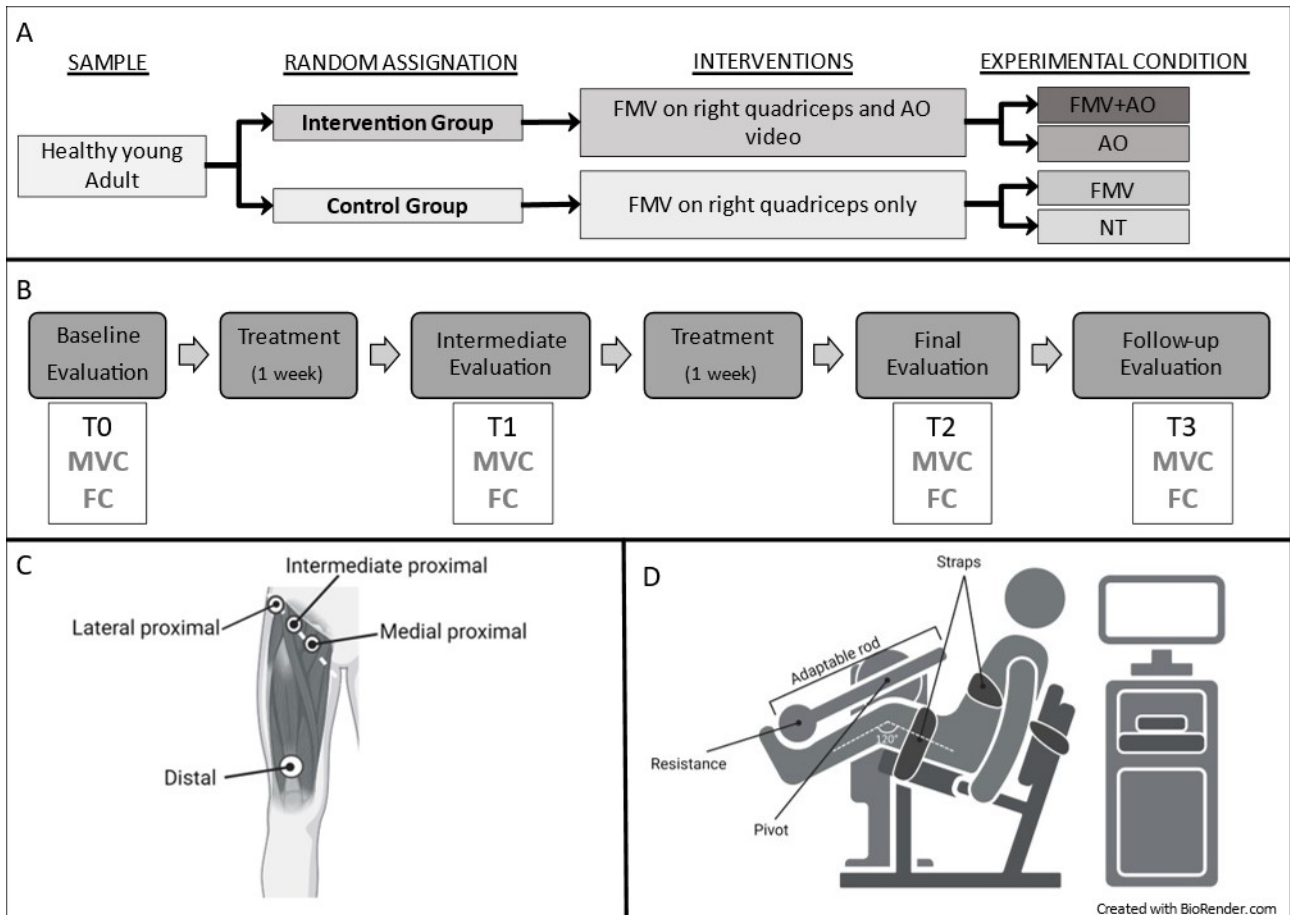 A
SAMPLE
RANDOM ASSIGNATION
INTERVENTIONS
EXPERIMENTAL CONDITION
Healthy young
Adult
Intervention Group
FMV on right quadriceps and AO
video
FMV+AO
AO
Control Group
FMV on right quadriceps only
FMV
NT
B
Baseline
Evaluation
Treatment
(1 week)
Intermediate
Evaluation
Treatment
(1 week)
Final
Evaluation
Follow-up
Evaluation
T0
MVC
FC
T1
MVC
FC
T2
MVC
FC
T3
MVC
FC
C
Intermediate proximal
Lateral proximal
Medial proximal
Distal
D
Straps
Adaptable rod
120°
Resistance
Pivot
Created with BioRender.com